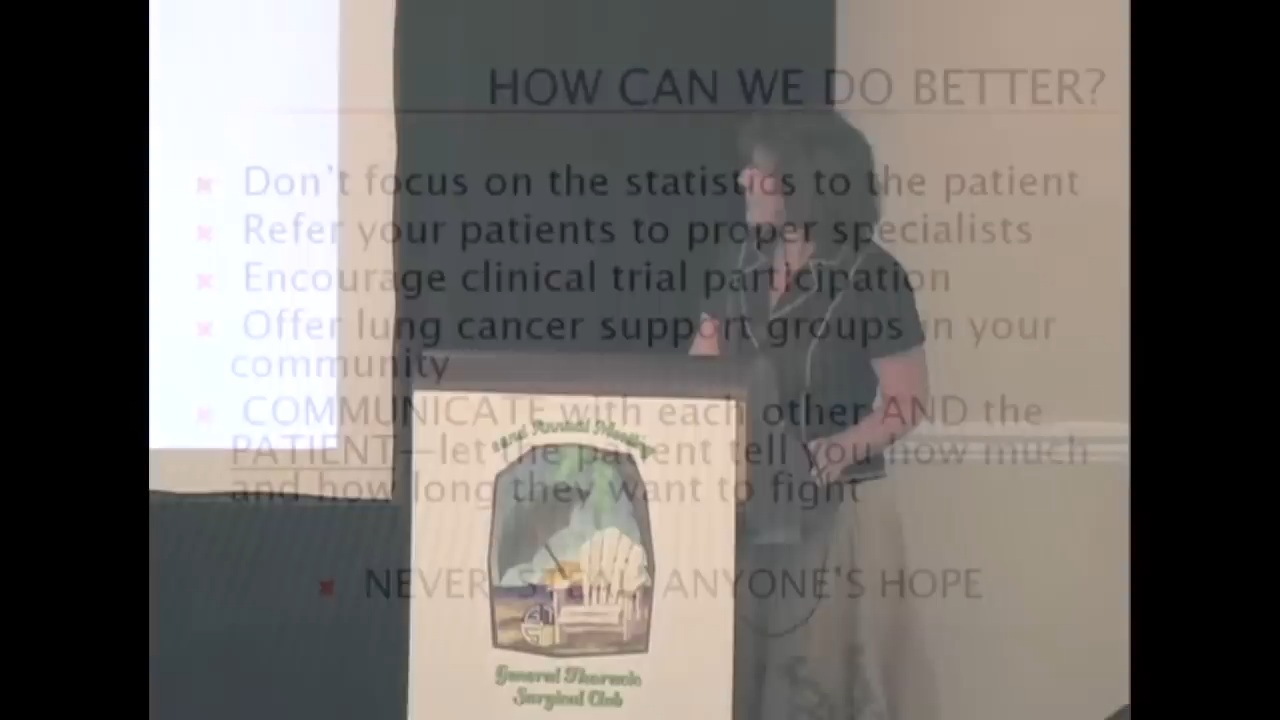 HOW CAN WE DO BETTER?
Don't focus on the statistics to the patient
Refer your patients to proper specialists
Encourage clinical trial participation
Offer lung cancer support groups in your
community
COMMUNICATE with each other AND the
PATIENT—let the patient tell you how much
and how long they want to fight
NEVER STEAL ANYONE'S HOPE
22nd Annual Meeting
General Thoracic
Surgical Club